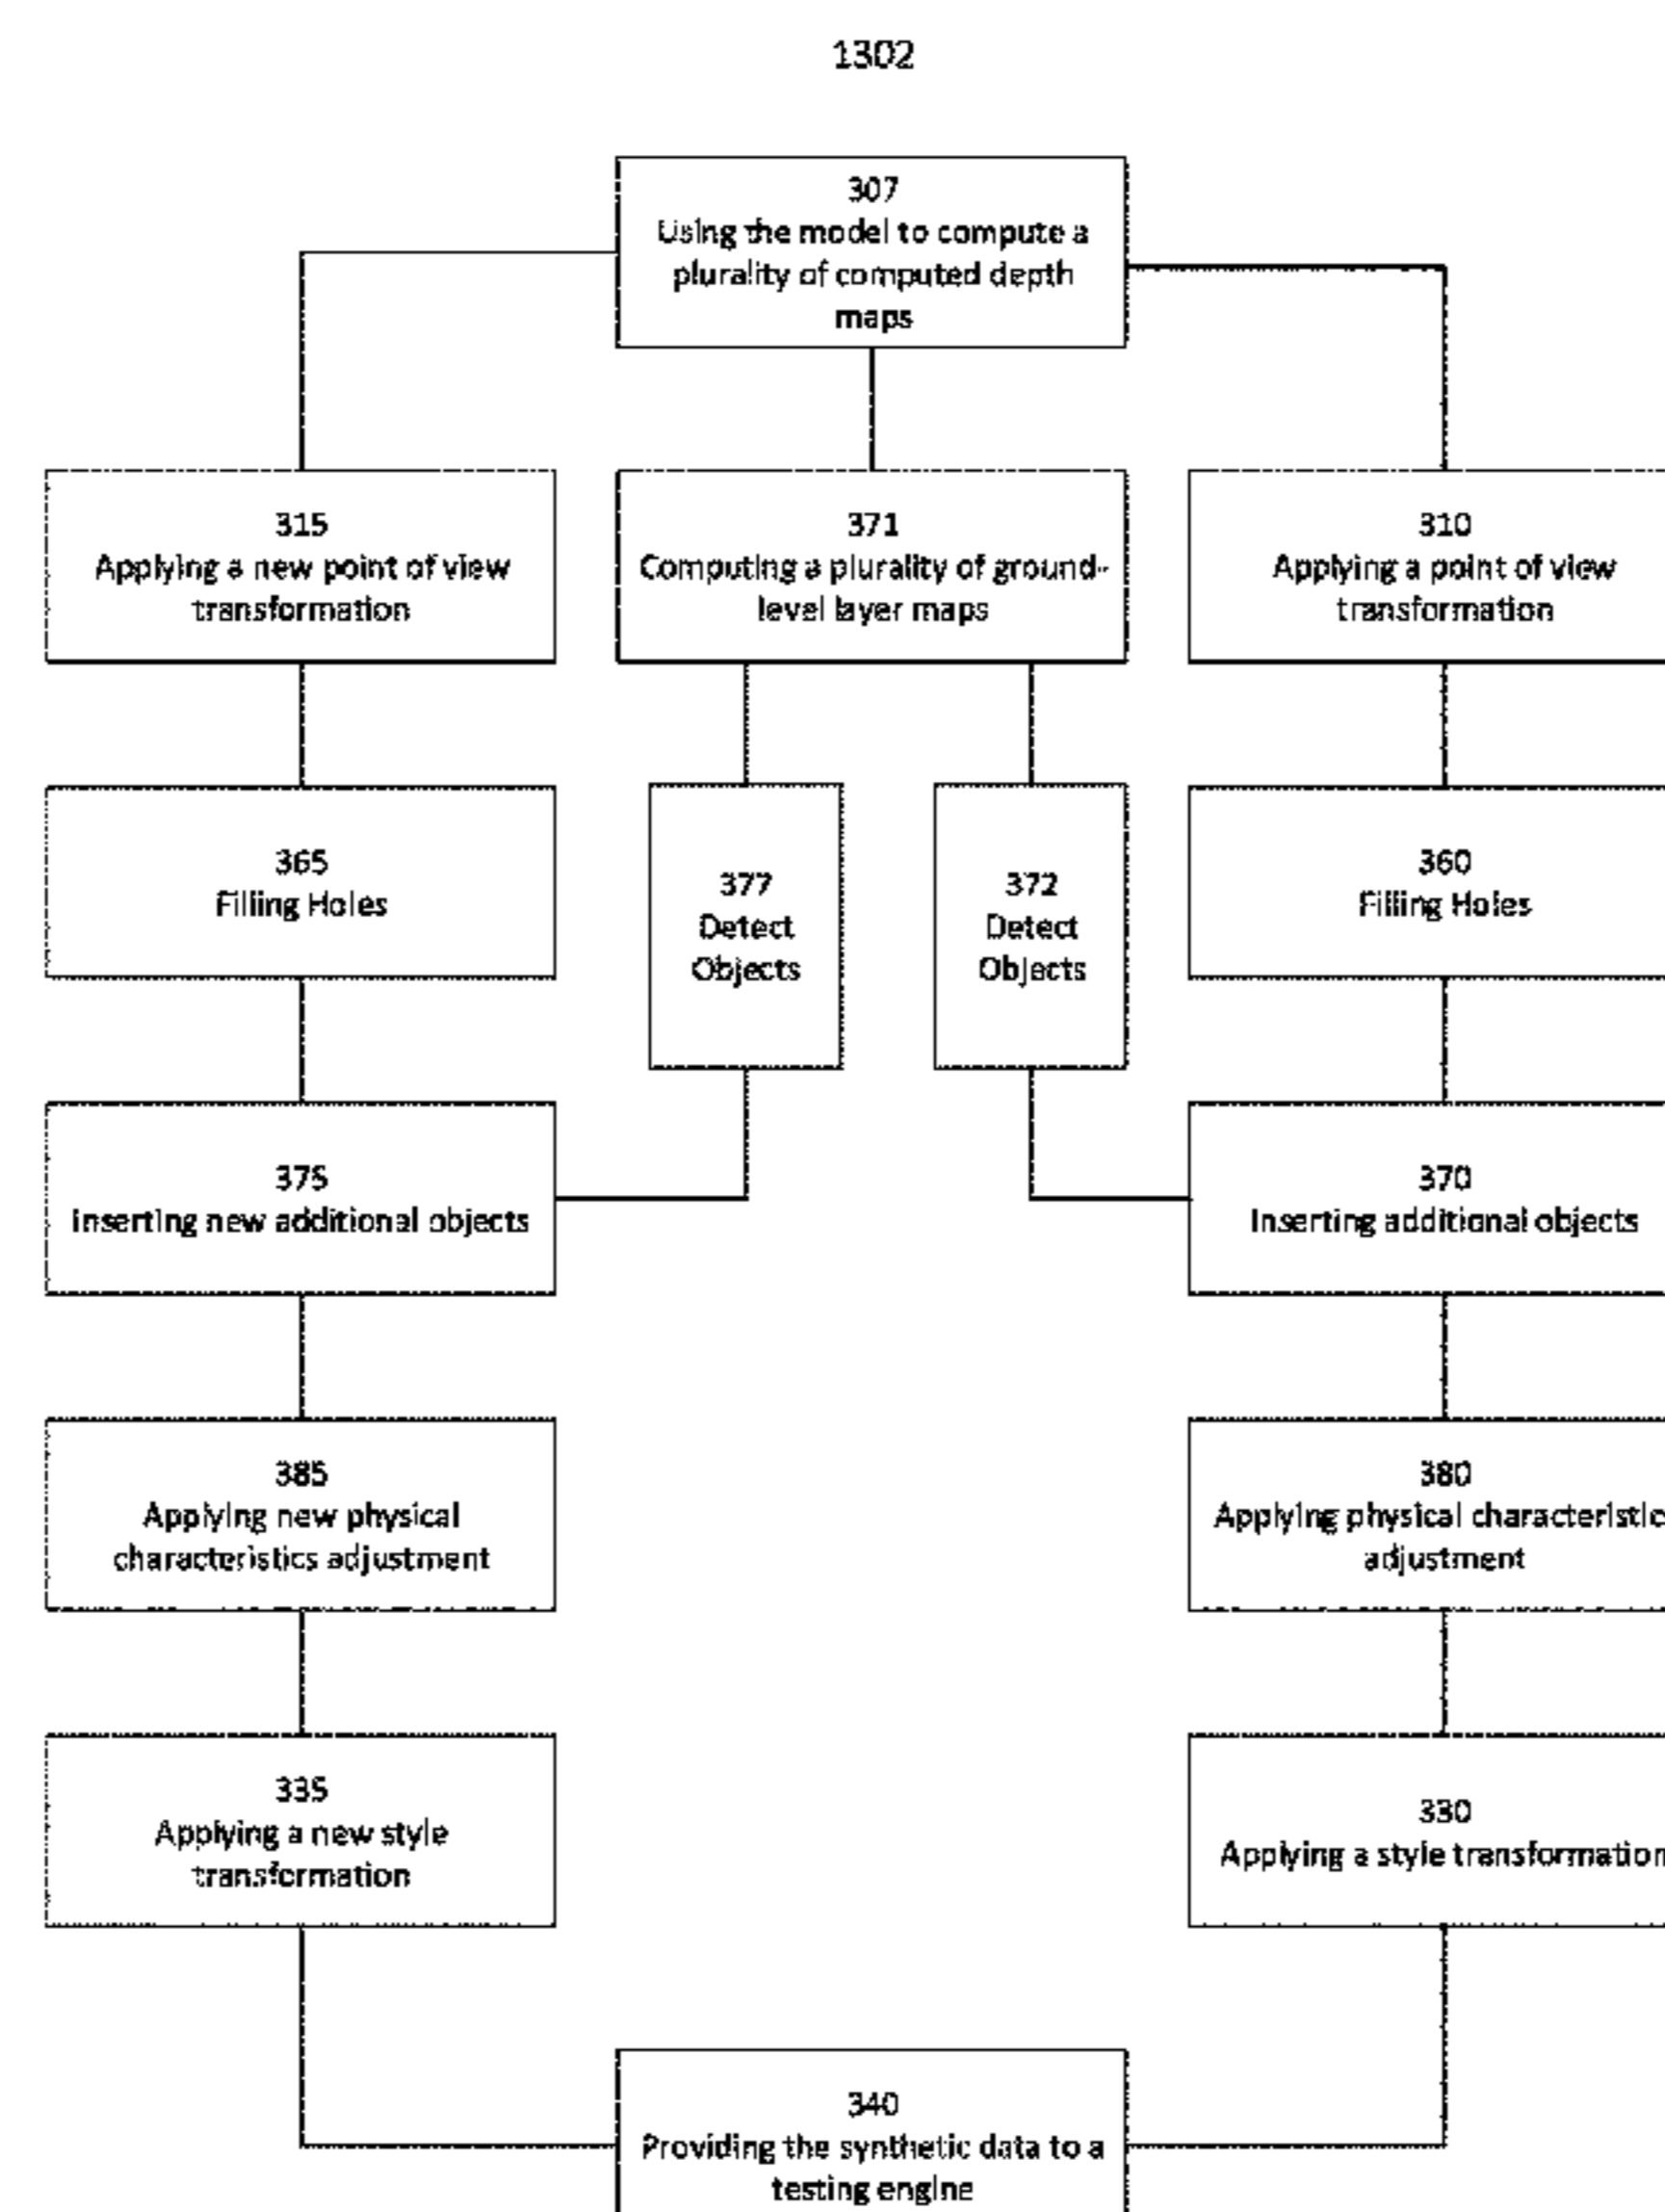 1302
307
Using the model to compute a
plurality of computed depth
maps
315
Applying a new point of view
transformation
371
Computing a plurality of ground-
level layer maps
310
Applying a point of view
transformation
365
Filling Holes
377
Detect
Objects
372
Detect
Objects
360
Filling Holes
375
Inserting new additional objects
370
Inserting additional objects
385
Applying new physical
characteristics adjustment
380
Applying physical characteristic
adjustment
335
Applying a new style
transformation
330
Applying a style transformation
340
Providing the synthetic data to a
testing engine